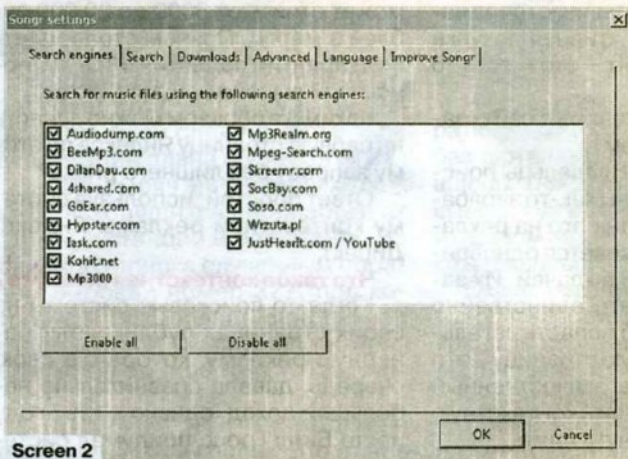 Songr settings
Search engines Search Downloads Advanced Language Improve Songr
Search for music files using the following search engines:
Audiodump.com
BeeMp3.com
DilanDau.com
4shared.com
GoEar.com
Hypster.com
Iask.com
Kohit.net
Mp3000
Mp3Realm.org
Mpeg-Search.com
Skreemr.com
SocBay.com
Soso.com
Wrzuta.pl
JustHearIt.com / YouTube
Enable all Disable all
OK Cancel
Screen 2